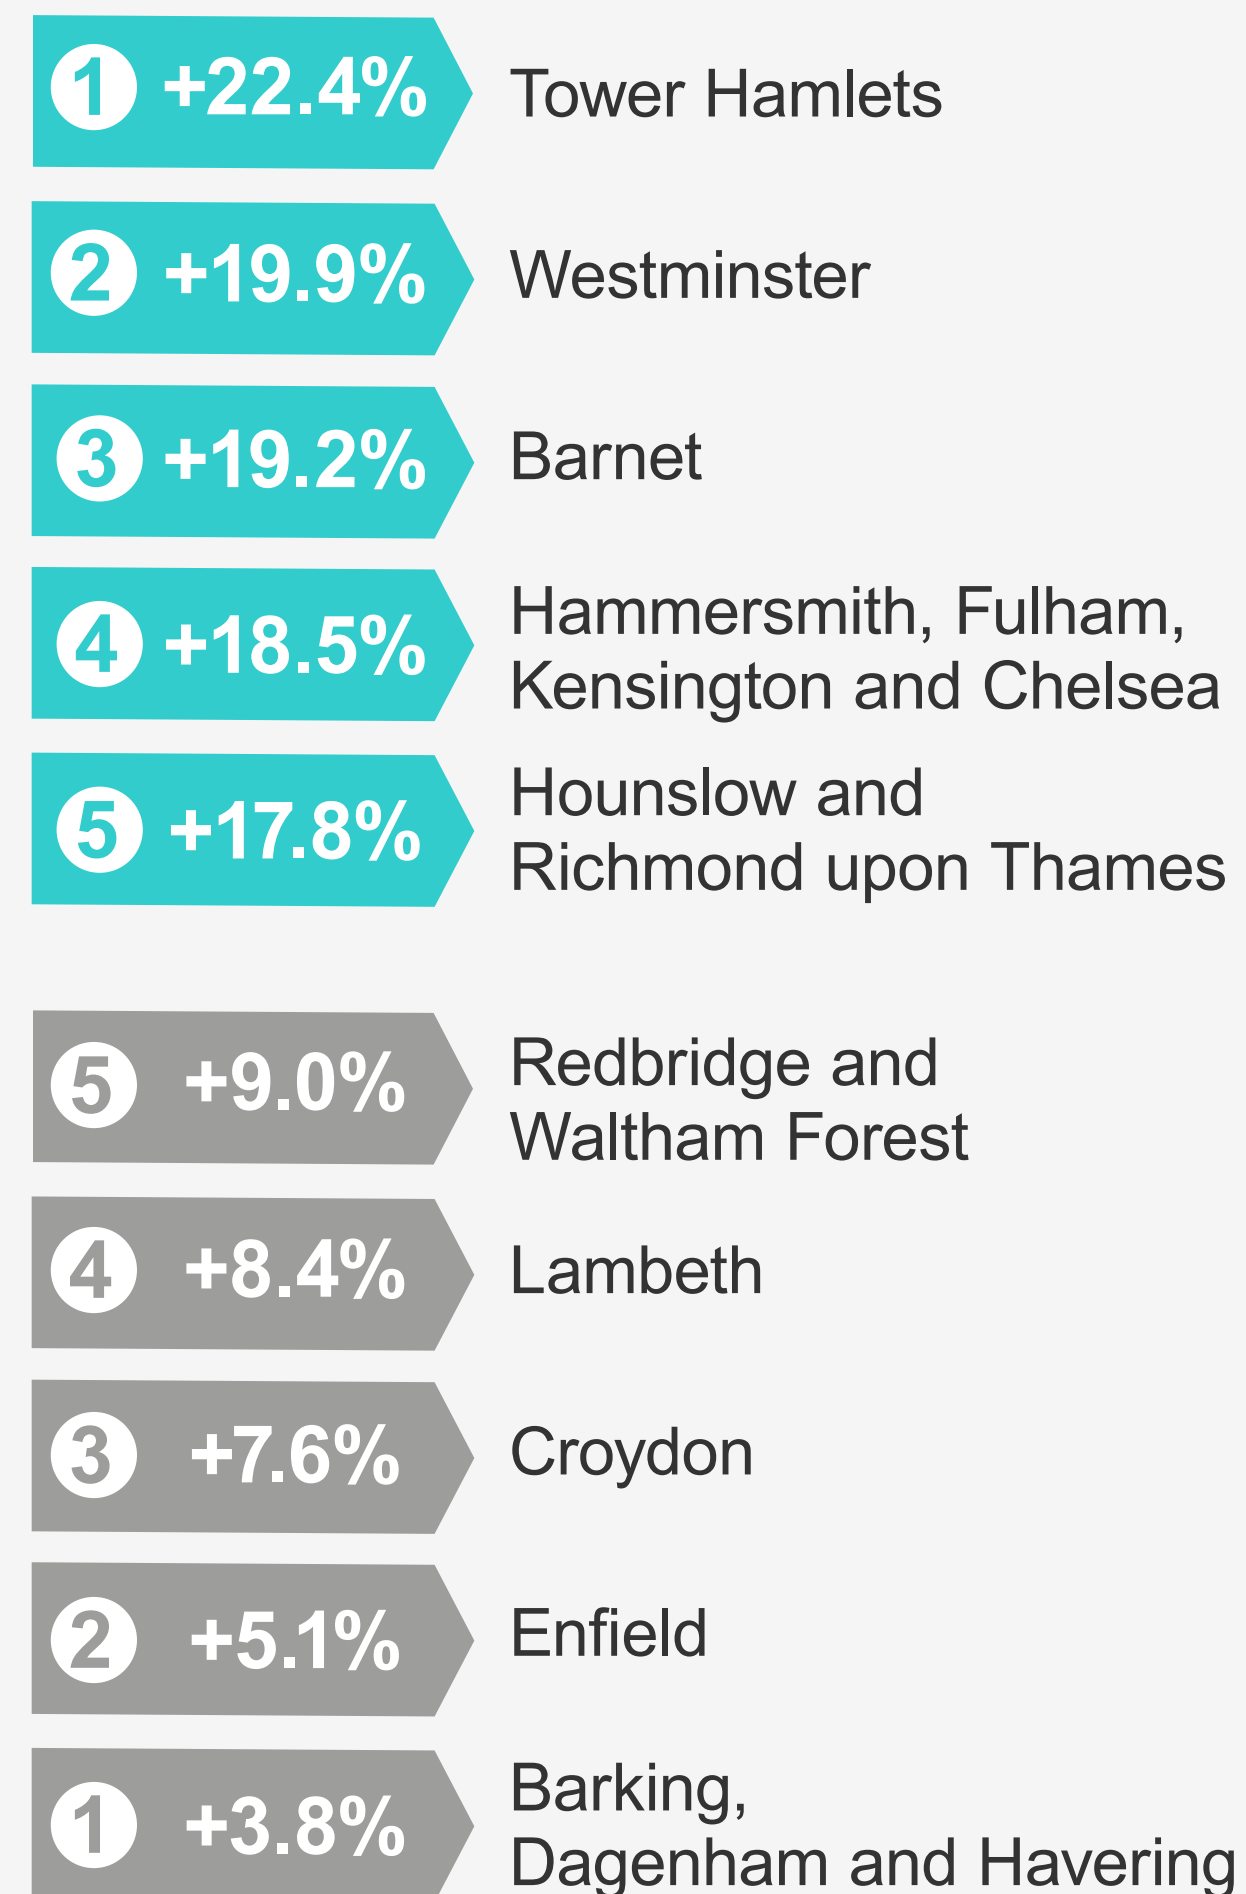 1 +22.4% Tower Hamlets
2 +19.9% Westminster
3 +19.2% Barnet
4 +18.5% Hammersmith, Fulham,
Kensington and Chelsea
5 +17.8% Hounslow and
Richmond upon Thames
5 +9.0% Redbridge and
Waltham Forest
4 +8.4% Lambeth
3 +7.6% Croydon
2 +5.1% Enfield
1 +3.8% Barking,
Dagenham and Havering